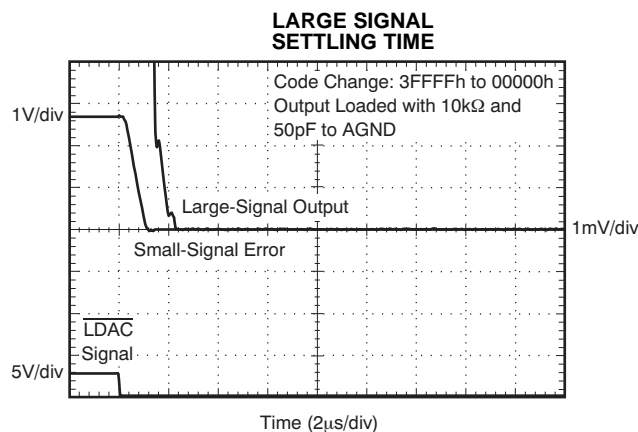 LARGE SIGNAL
SETTLING TIME
Code Change: 3FFFFh to 00000h
Output Loaded with 10kΩ and
50pF to AGND
1V/div
Large-Signal Output
1mV/div
Small-Signal Error
LDAC
Signal
5V/div
Time (2μs/div)